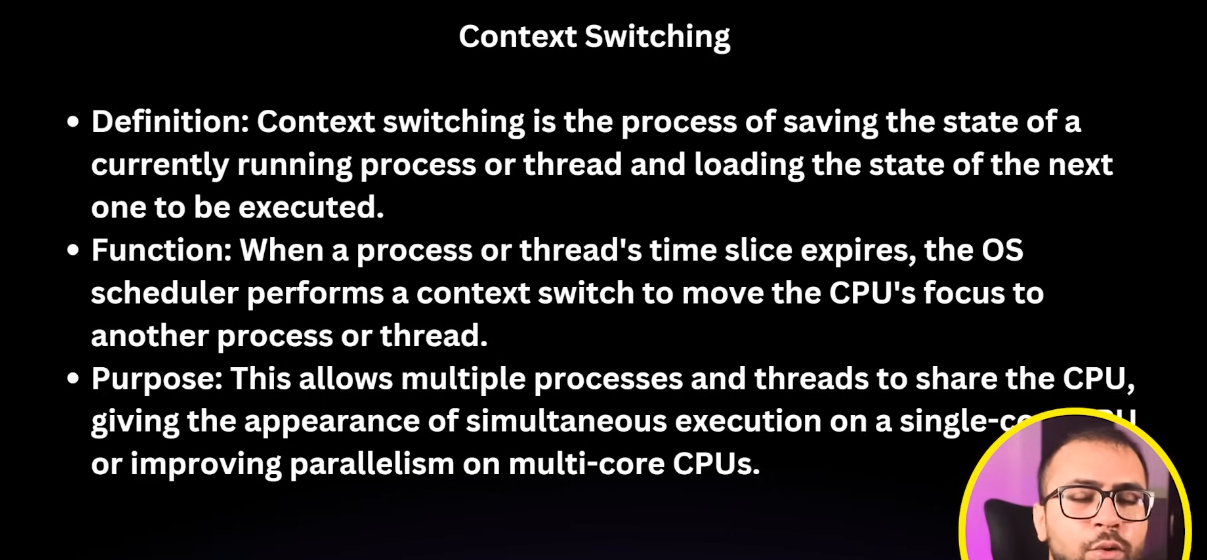 Context Switching
• Definition: Context switching is the process of saving the state of a
currently running process or thread and loading the state of the next
one to be executed.
• Function: When a process or thread's time slice expires, the OS
scheduler performs a context switch to move the CPU's focus to
another process or thread.
• Purpose: This allows multiple processes and threads to share the CPU,
giving the appearance of simultaneous execution on a
or improving parallelism on multi-core CPUs.